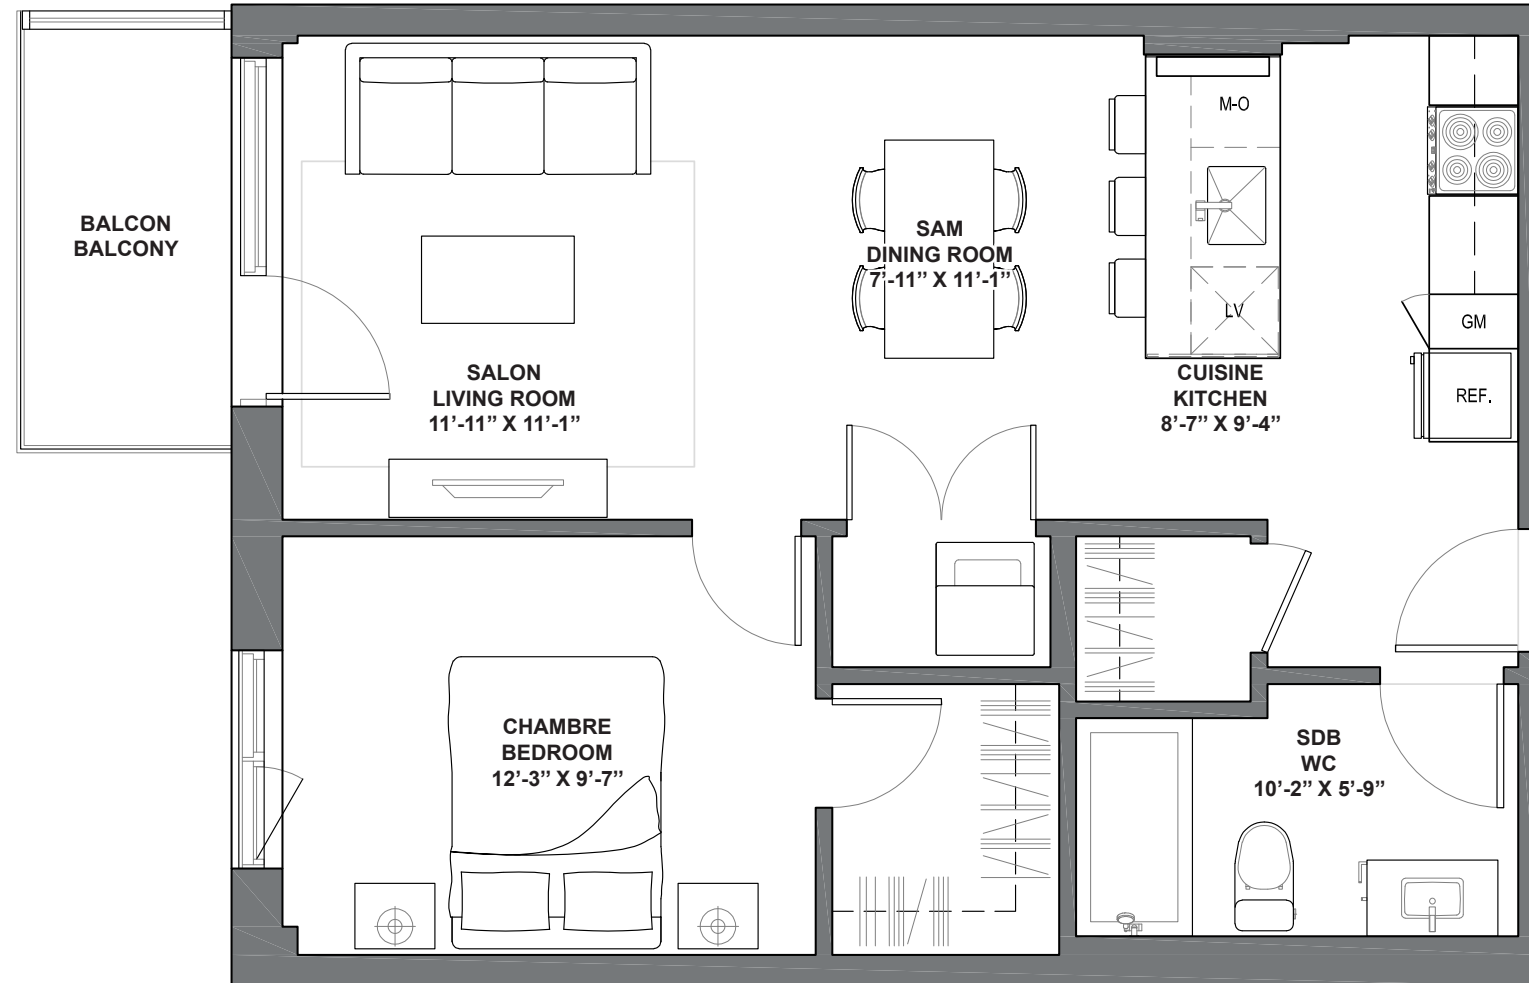 BALCON
BALCONY
SALON
LIVING ROOM
11’-11” X 11’-1”
SAM
DINING ROOM
7’-11” X 11’-1”
M-O
LV
CUISINE
KITCHEN
8’-7” X 9’-4”
GM
REF.
CHAMBRE
BEDROOM
12’-3” X 9’-7”
SDB
WC
10’-2” X 5’-9”